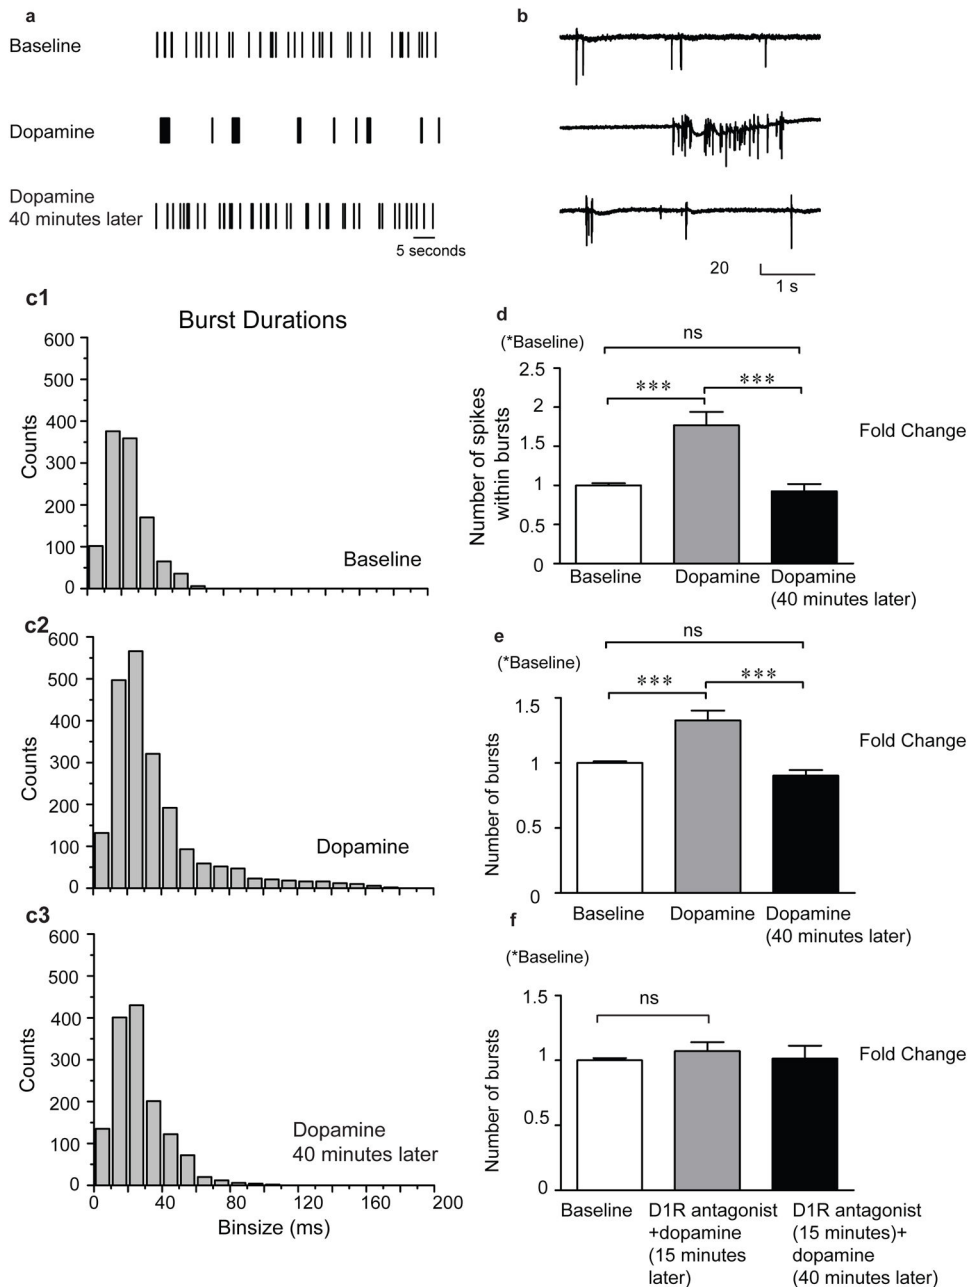 a
Baseline
Dopamine
Dopamine
40 minutes later
5 seconds
b
20
1 s
c1
Burst Durations
600
500
400
300
200
100
0
Counts
Baseline
c2
600
500
400
300
200
100
0
Counts
Dopamine
c3
600
500
400
300
200
100
0
Counts
Dopamine
40 minutes later
0
40
80
120
160
200
Binsize (ms)
d
(*Baseline)
ns
***
***
2.5
2
1.5
1
0.5
0
Number of spikes
within bursts
Fold Change
Baseline
Dopamine
Dopamine
(40 minutes later)
e
(*Baseline)
ns
***
***
1.5
1
0.5
0
Number of bursts
Fold Change
Baseline
Dopamine
Dopamine
(40 minutes later)
f
(*Baseline)
ns
1.5
1
0.5
0
Number of bursts
Fold Change
Baseline
D1R antagonist
+dopamine
(15 minutes
later)
D1R antagonist
(15 minutes)+
dopamine
(40 minutes later)